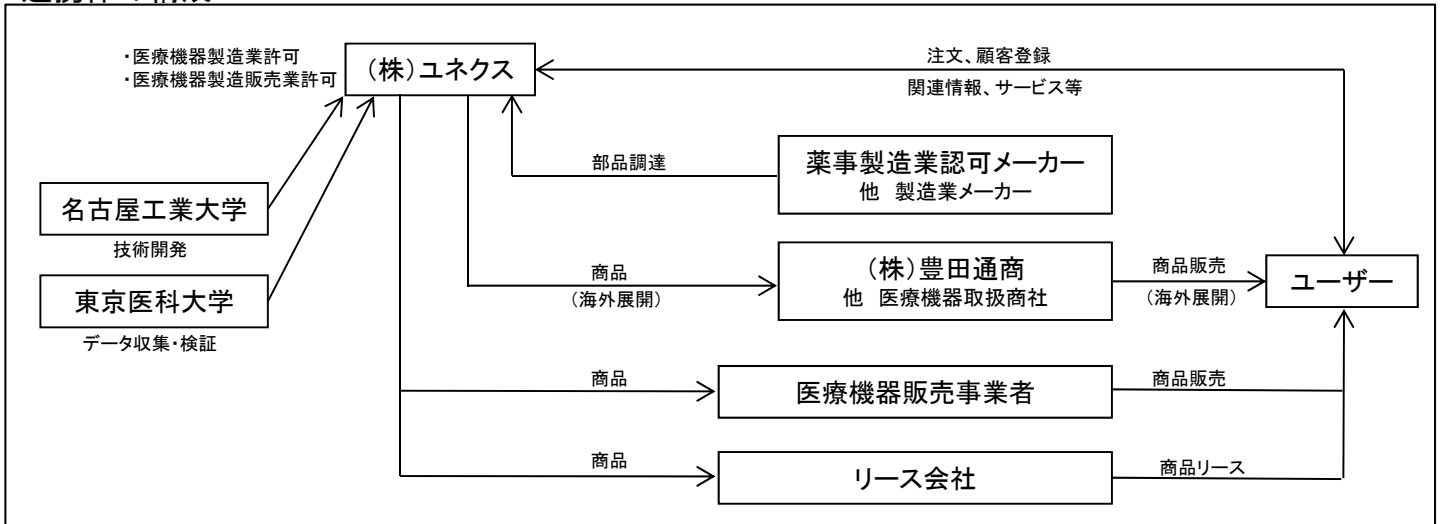 ・医療機器製造業許可
・医療機器製造販売業許可
(株)ユネクス
注文、顧客登録
関連情報、サービス等
部品調達
薬事製造業認可メーカー
他 製造業メーカー
名古屋工業大学
技術開発
東京医科大学
データ収集・検証
商品
(海外展開)
(株)豊田通商
他 医療機器取扱商社
商品販売
(海外展開)
ユーザー
商品
医療機器販売事業者
商品販売
商品
リース会社
商品リース